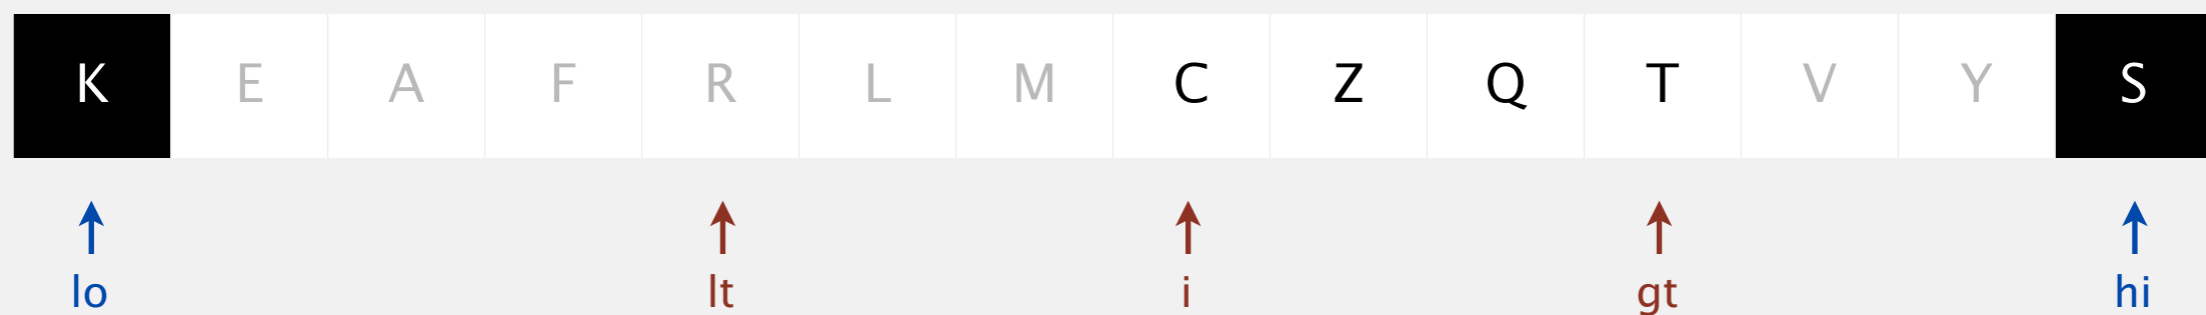 K E A F R L M C Z Q T V Y S
lo lt i gt hi